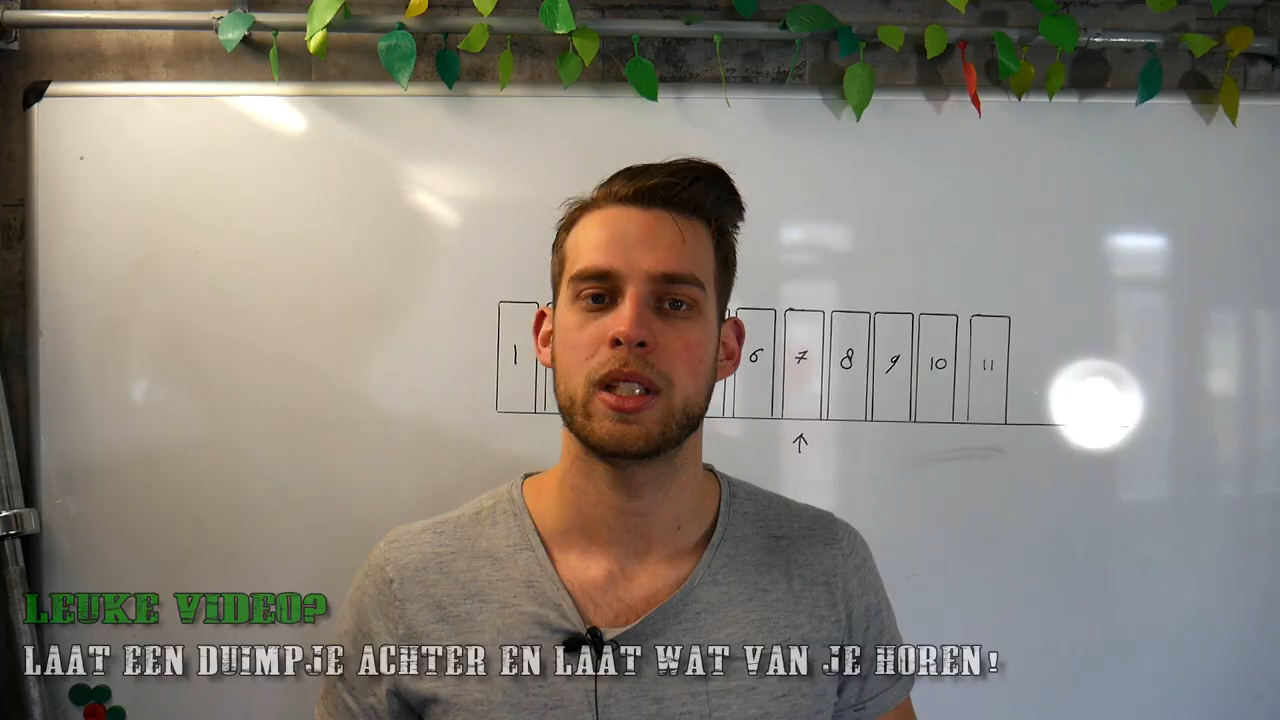 1 6 7 8 9 10 11
LEUKE VIDEO?
LAAT EEN DUIMPJE ACHTER EN LAAT WAT VAN JE HOREN!